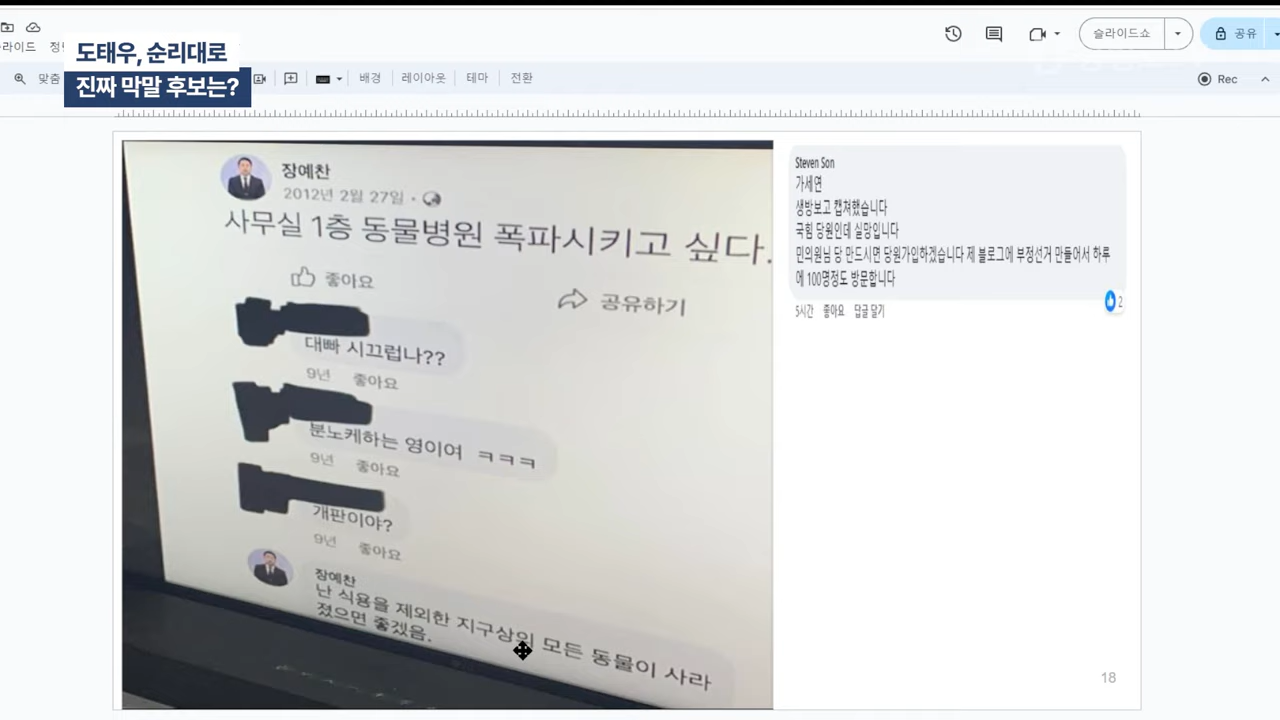 도태우, 순리대로
진짜 막말 후보는?
라이드
슬라이드쇼
공유
맞춤
배경
레이아웃
테마
전환
Rec
장예찬
2012년 2월 27일 ·
사무실 1층 동물병원 폭파시키고 싶다.
좋아요
공유하기
대빠 시끄럽나??
9년 좋아요
분노케하는 영이여 ㅋㅋㅋ
9년 좋아요
개판이야?
9년 좋아요
장예찬
난 식용을 제외한 지구상의 모든 동물이 사라
졌으면 좋겠음.
Steven Son
가세연
생방보고 캡쳐했습니다
국힘 당원인데 실망입니다
민의원님 당 만드시면 당원가입하겠습니다 제 블로그에 부정선거 만들어서 하루
에 100명정도 방문합니다
2
5시간 좋아요 답글 달기
18